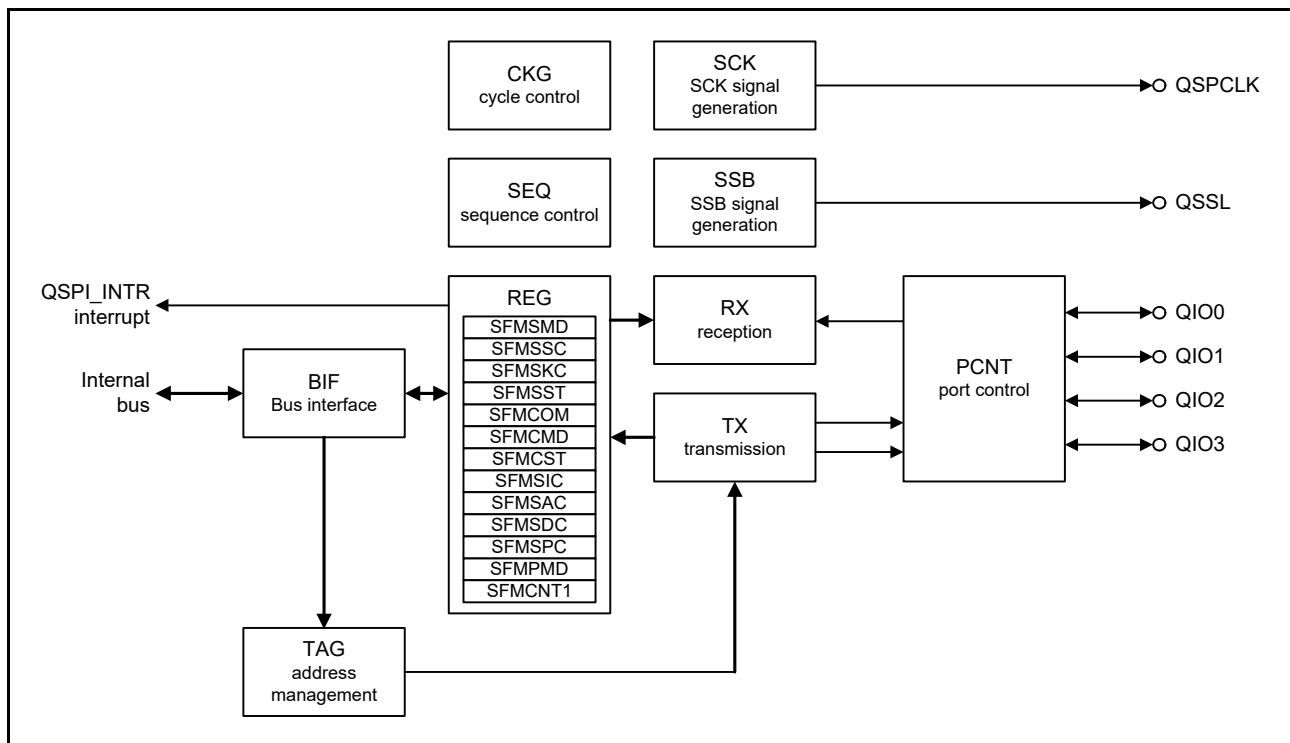 CKG
cycle control
SCK
SCK signal
generation
QSPCLK
SEQ
sequence control
SSB
SSB signal
generation
QSSL
QSPI_INTR
interrupt
Internal
bus
BIF
Bus interface
REG
SFMSMD
SFMSSC
SFMSKC
SFMSST
SFMCOM
SFMCMD
SFMCST
SFMSIC
SFMSAC
SFMSDC
SFMSPC
SFMPMD
SFMCNT1
RX
reception
TX
transmission
PCNT
port control
QIO0
QIO1
QIO2
QIO3
TAG
address
management